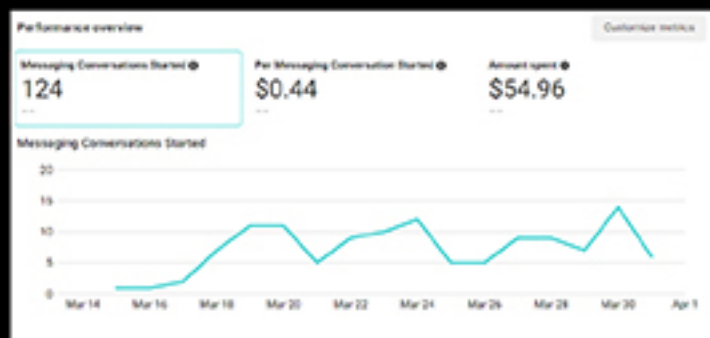 Performance overview
Customize metrics
Messaging Conversations Started
Per Messaging Conversation Started
Amount spent
124
$0.44
$54.96
--
--
--
Messaging Conversations Started
20
15
10
5
0
Mar 14 Mar 16 Mar 18 Mar 20 Mar 22 Mar 24 Mar 26 Mar 28 Mar 30 Apr 1